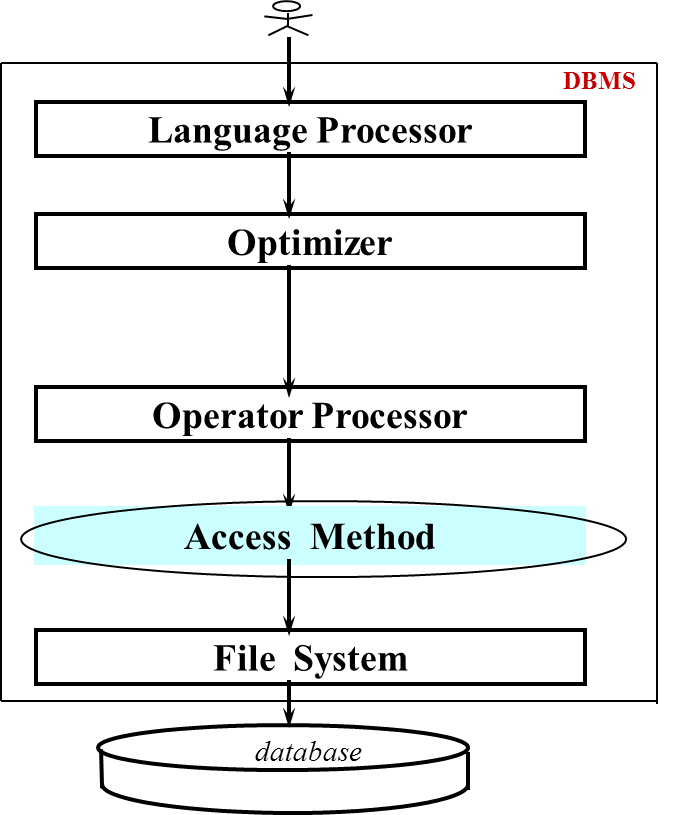 DBMS
Language Processor
Optimizer
Operator Processor
Access Method
File System
database